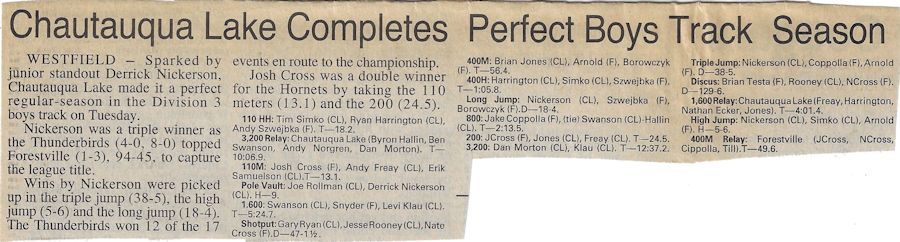 Chautauqua Lake Completes Perfect Boys Track Season
WESTFIELD – Sparked by
junior standout Derrick Nickerson,
Chautauqua Lake made it a perfect
regular-season in the Division 3
boys track on Tuesday.
Nickerson was a triple winner as
the Thunderbirds (4-0, 8-0) topped
Forestville (1-3), 94-45, to capture
the league title.
Wins by Nickerson were picked
up in the triple jump (38-5), the high
jump (5-6) and the long jump (18-4).
The Thunderbirds won 12 of the 17
events en route to the championship.
Josh Cross was a double winner
for the Hornets by taking the 110
meters (13.1) and the 200 (24.5).
110 HH: Tim Simko (CL), Ryan Harrington (CL),
Andy Szwejbka (F). T—18.2.
3,200 Relay: Chautauqua Lake (Byron Hallin, Ben
Swanson, Andy Norgren, Dan Morton). T—
10:06.9.
110M: Josh Cross (F), Andy Freay (CL), Erik
Samuelson (CL).T—13.1.
Pole Vault: Joe Rollman (CL), Derrick Nickerson
(CL). H—9.
1.600: Swanson (CL), Snyder (F), Levi Klau (CL).
T—5:24.7.
Shotput: Gary Ryan (CL), Jesse Rooney (CL), Nate
Cross (F).D—47-1½.
400M: Brian Jones (CL), Arnold (F), Borowczyk
(F). T—56.4.
400H: Harrington (CL), Simko (CL), Szwejbka (F).
T—1:05.8.
Long Jump: Nickerson (CL), Szwejbka (F),
Borowczyk (F).D—18-4.
800: Jake Coppolla (F), (tie) Swanson (CL)-Hallin
(CL). T—2:13.5.
200: JCross (F), Jones (CL), Freay (CL). T—24.5.
3,200: Dan Morton (CL), Klau (CL). T—12:37.2.
Triple Jump: Nickerson (CL), Coppolla (F), Arnold
(F). D—38-5.
Discus: Brian Testa (F), Rooney (CL), NCross (F).
D—129-6.
1,600 Relay: Chautauqua Lake (Freay, Harrington,
Nathan Ecker, Jones). T—4:01.4.
High Jump: Nickerson (CL), Simko (CL), Arnold
(F). H—5-6.
400M Relay: Forestville (JCross, NCross,
Cippolla, Till).T—49.6.